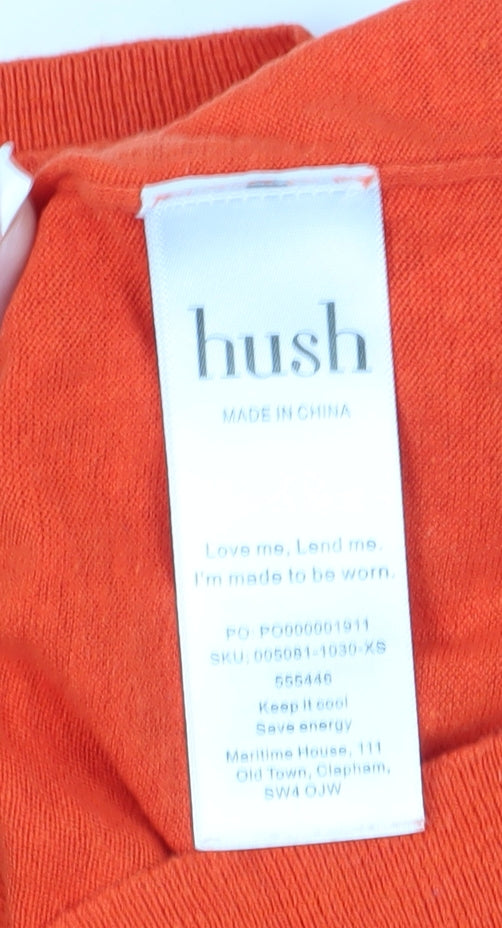 hush
MADE IN CHINA
Love me, Lend me.
I'm made to be worn.
PO: PO000001911
SKU: 005081-1030-XS
555446
Keep it cool
Save energy
Maritime House, 111
Old Town, Clapham,
SW4 OJW